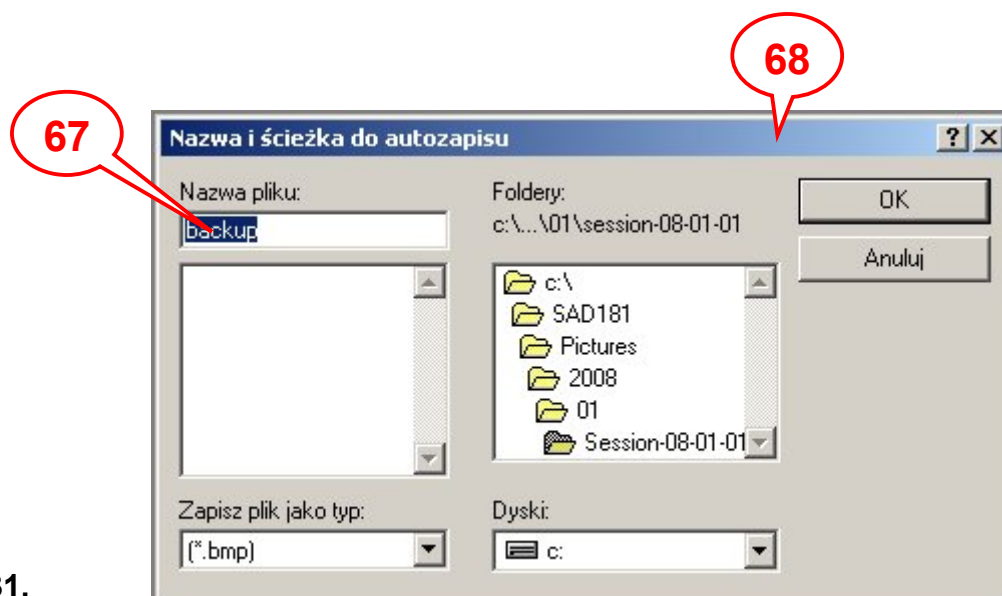 68
67
Nazwa i ścieżka do autozapisu
Nazwa pliku:
backup
Foldery:
c:\...\01\session-08-01-01
OK
Anuluj
c:\
SAD181
Pictures
2008
01
Session-08-01-01
Zapisz plik jako typ:
(*.bmp)
Dyski:
c: